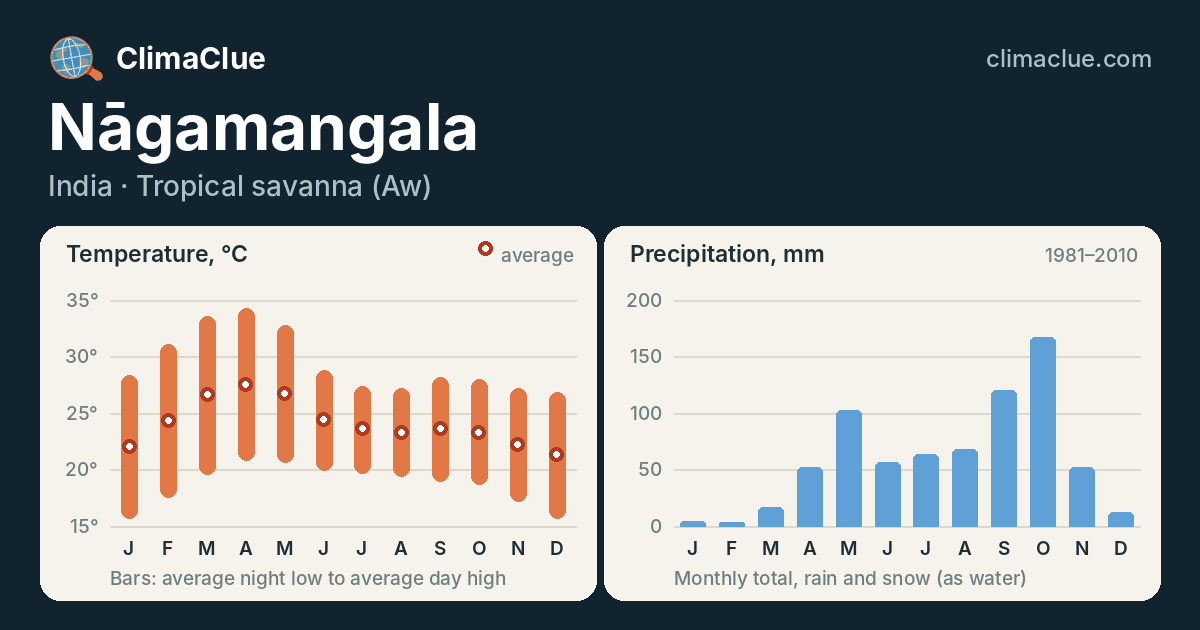 ClimaClue
climaclue.com
Nāgamangala
India · Tropical savanna (Aw)
Temperature, °C
average
35°
30°
25°
20°
15°
J F M A M J J A S O N D
Bars: average night low to average day high
Precipitation, mm
1981–2010
200
150
100
50
0
J F M A M J J A S O N D
Monthly total, rain and snow (as water)